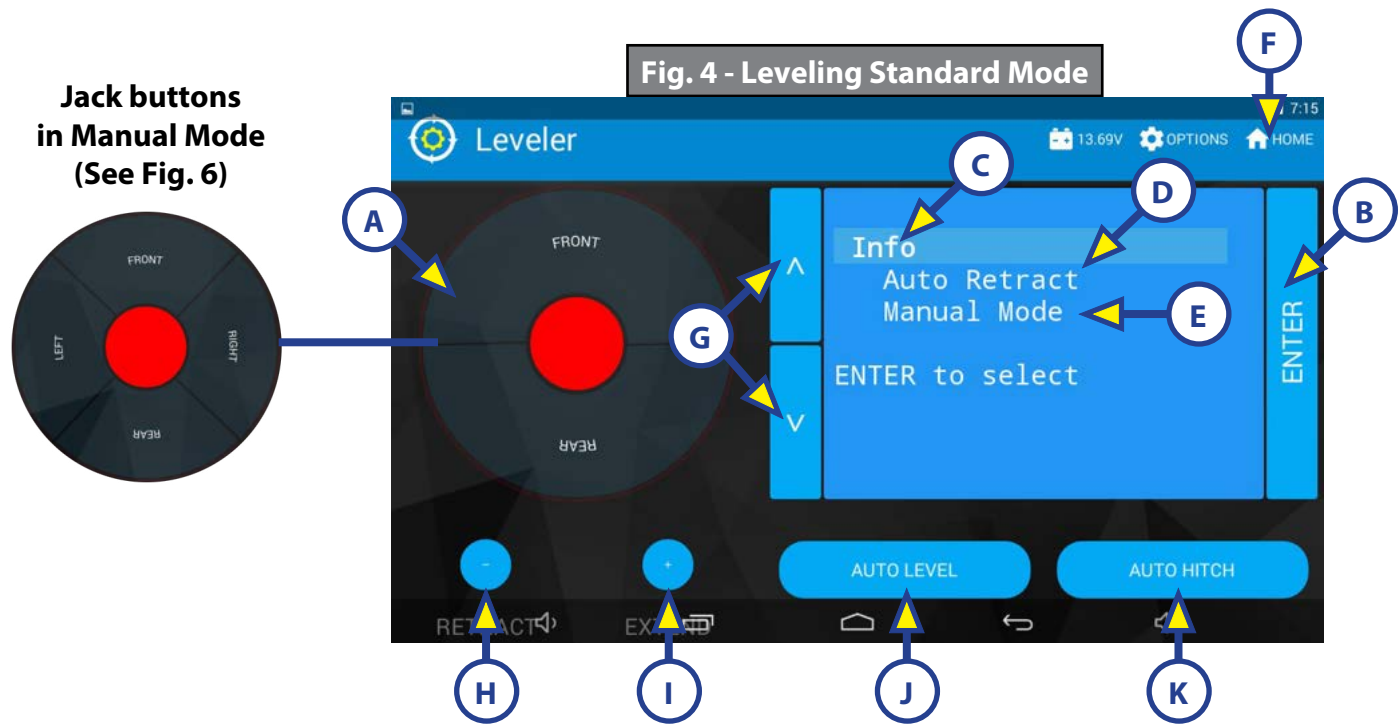 F
Fig. 4 - Leveling Standard Mode
Jack buttons
in Manual Mode
(See Fig. 6)
7:15
Leveler
13.69V
OPTIONS
HOME
C
D
A
B
FRONT
LEFT
RIGHT
REAR
FRONT
REAR
G
^
v
Info
Auto Retract
Manual Mode
E
ENTER to select
ENTER
-
+
AUTO LEVEL
AUTO HITCH
RETRACT
EXTEND
H
I
J
K